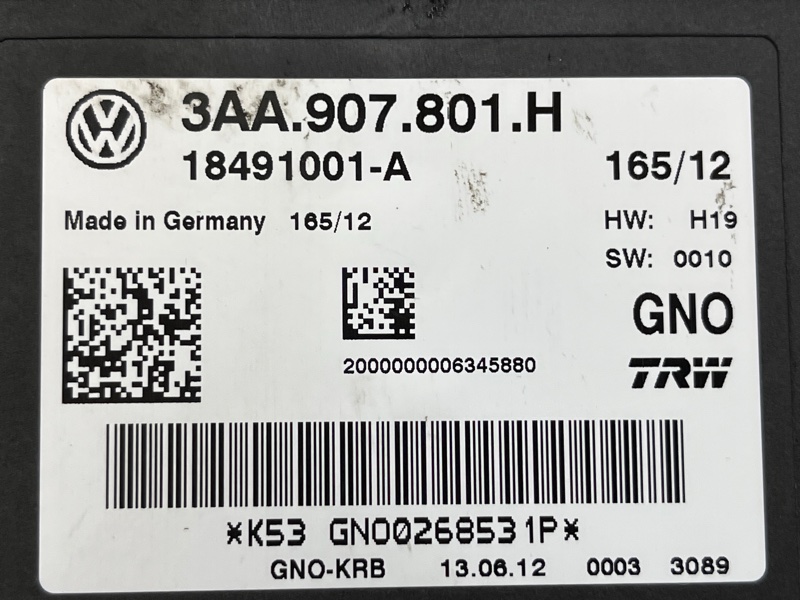 3AA.907.801.H
18491001-A 165/12
Made in Germany 165/12 HW: H19
SW: 0010
GNO
2000000006345880
TRW
*K53 GNO0268531P*
GNO-KRB 13.06.12 0003 3089